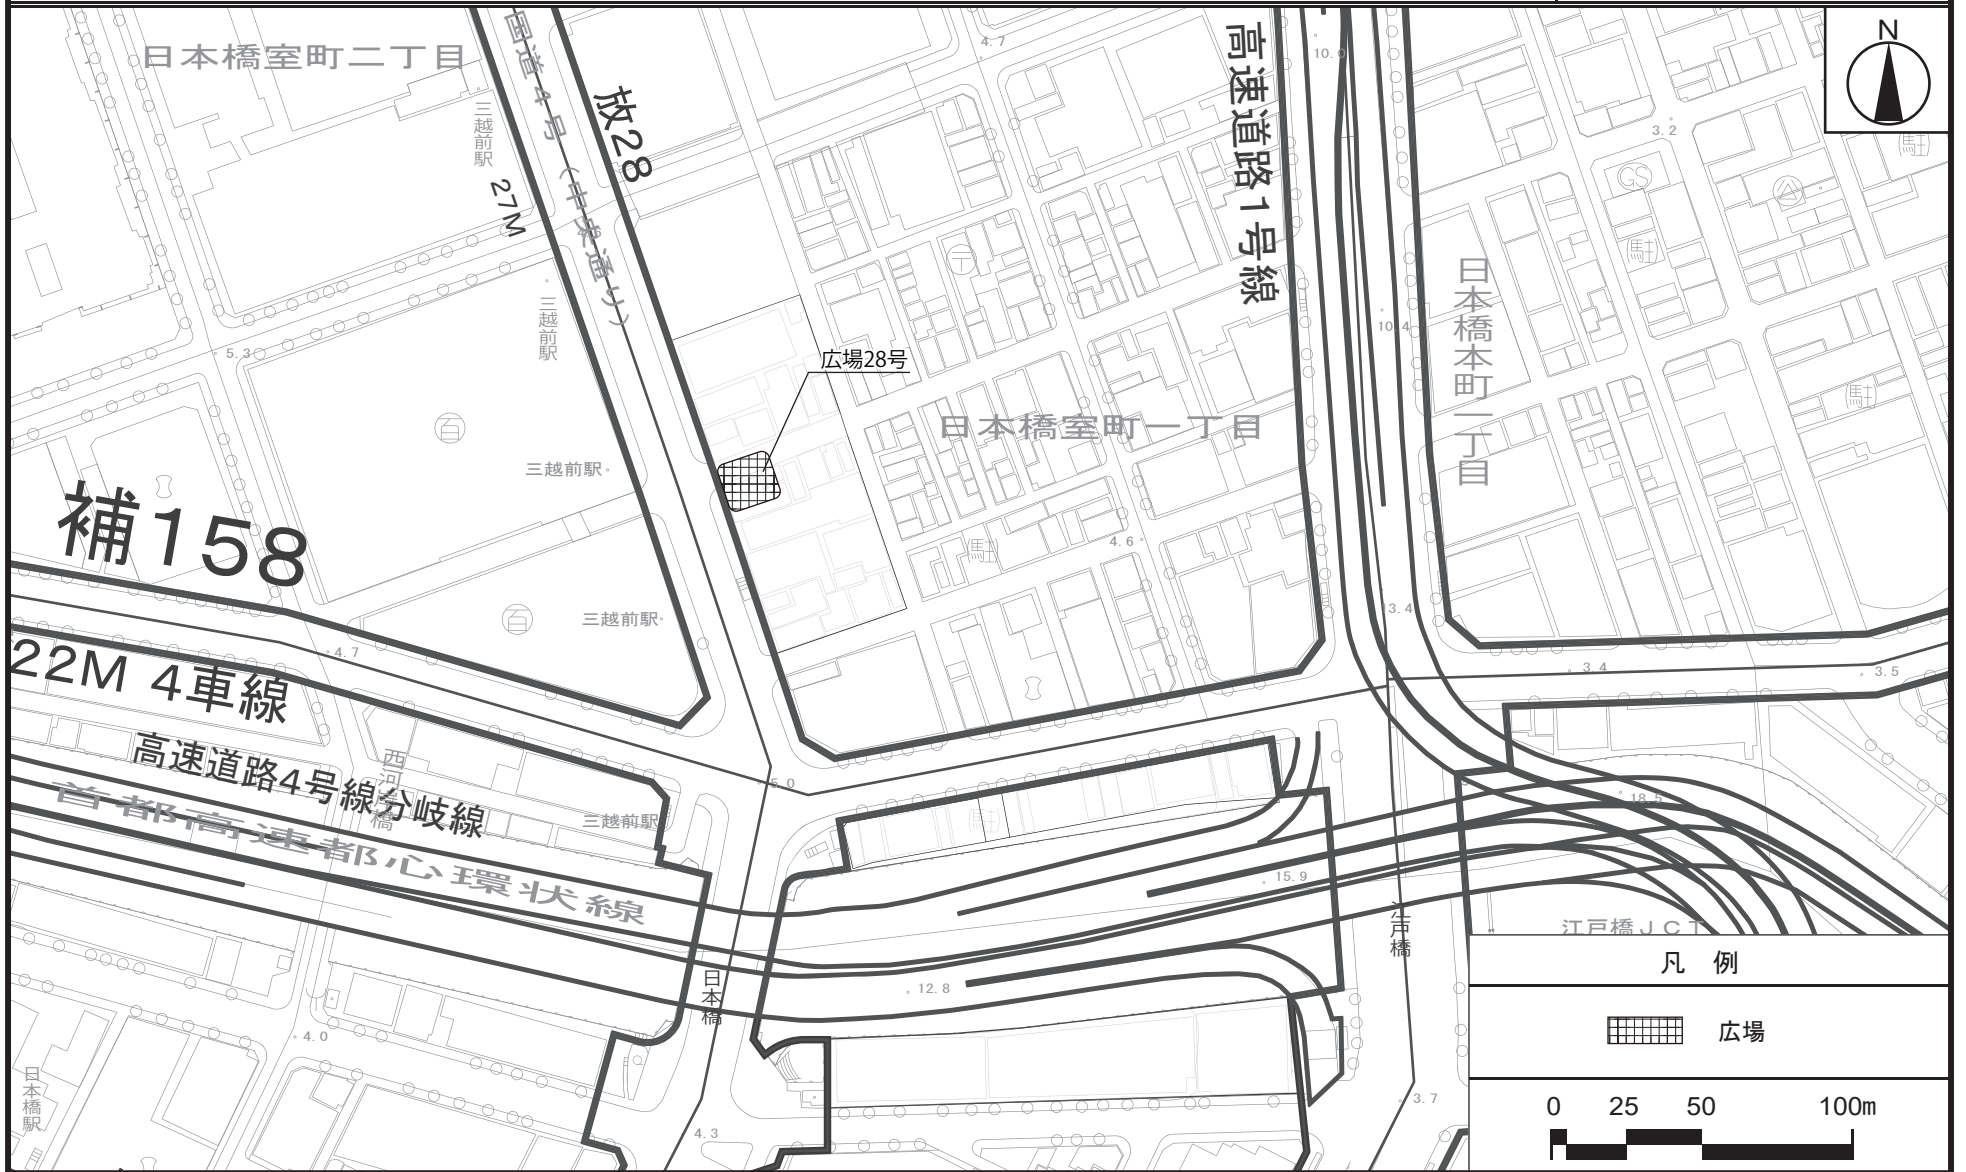 日本橋室町二丁目
国道4号(中央通り)
放28
高速道路1号線
4.7
10.0
N
3.2
駐
GS
三越前駅
27M
駐
日本橋本町一丁目
三越前駅
10.4
5.3
広場28号
駐
百
日本橋室町一丁目
三越前駅
補158
4.6
駐
百
三越前駅
13.4
4.7
3.4
3.5
22M 4車線
高速道路4号線分岐線
西河岸橋
5.0
首都高速都心環状線
三越前駅
駐
18.5
15.9
江戸橋
江戸橋JCT
日本橋
12.8
凡 例
広場
4.0
日本橋駅
3.7
4.3
0 25 50 100m